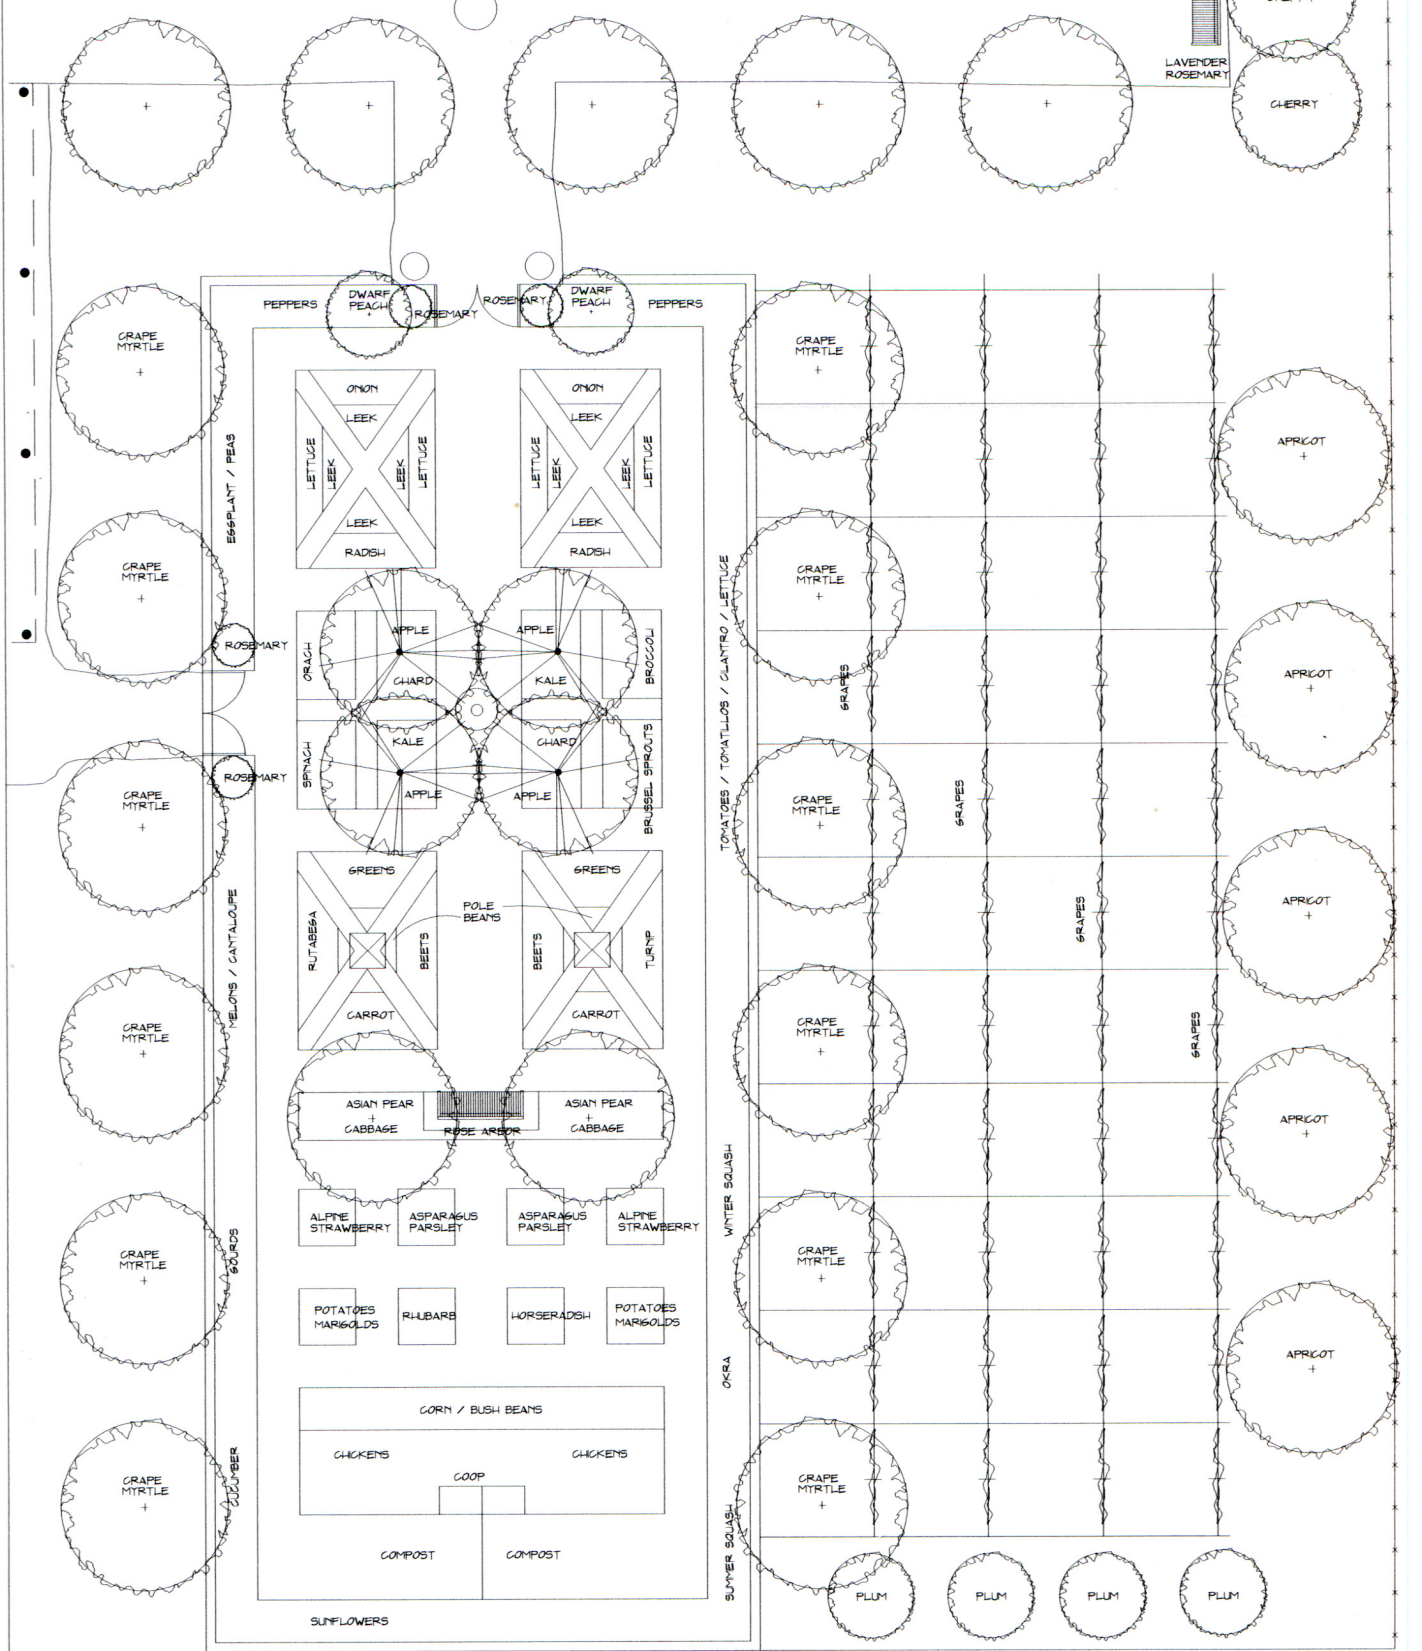 CHERRY
LAVENDER
ROSEMARY
CHERRY
PEPPERS
DWARF
PEACH
ROSEMARY
ROSEMARY
DWARF
PEACH
PEPPERS
CRAPE
MYRTLE
CRAPE
MYRTLE
ONION
LEEK
LETTUCE
LEEK
LEEK
LETTUCE
LEEK
RADISH
ONION
LEEK
LETTUCE
LEEK
LEEK
LETTUCE
LEEK
RADISH
EGGPLANT / PEAS
APRICOT
CRAPE
MYRTLE
CRAPE
MYRTLE
TOMATOES / TOMATILLOS / CILANTRO / LETTUCE
ROSEMARY
ORACH
APPLE
APPLE
BROCCOLI
CHARD
KALE
GRAPES
APRICOT
KALE
CHARD
SPINACH
BRUSSEL SPROUTS
APPLE
APPLE
ROSEMARY
CRAPE
MYRTLE
CRAPE
MYRTLE
GRAPES
GREENS
GREENS
POLE
BEANS
RUTABEGA
BEETS
BEETS
TURNIP
CARROT
CARROT
MELONS / CANTALOUPE
GRAPES
APRICOT
CRAPE
MYRTLE
CRAPE
MYRTLE
GRAPES
ASIAN PEAR
CABBAGE
ROSE ARBOR
ASIAN PEAR
CABBAGE
APRICOT
WINTER SQUASH
ALPINE
STRAWBERRY
ASPARAGUS
PARSLEY
ASPARAGUS
PARSLEY
ALPINE
STRAWBERRY
GOURDS
CRAPE
MYRTLE
CRAPE
MYRTLE
POTATOES
MARIGOLDS
RHUBARB
HORSERADISH
POTATOES
MARIGOLDS
OKRA
APRICOT
CORN / BUSH BEANS
CHICKENS
CHICKENS
COOP
CUCUMBER
CRAPE
MYRTLE
CRAPE
MYRTLE
SUMMER SQUASH
COMPOST
COMPOST
SUNFLOWERS
PLUM
PLUM
PLUM
PLUM